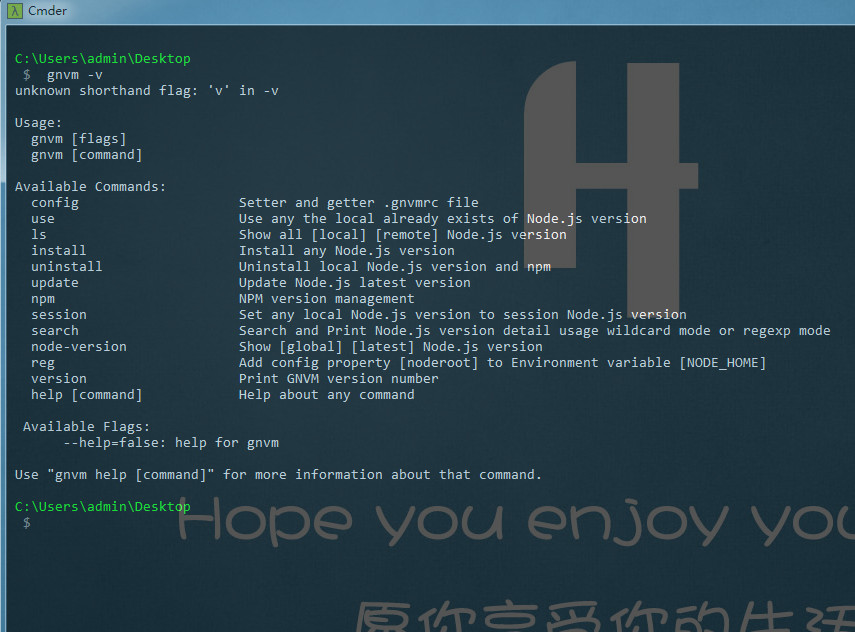 Cmder
C:\Users\admin\Desktop
$ gnvm -v
unknown shorthand flag: 'v' in -v
Usage:
gnvm [flags]
gnvm [command]
Available Commands:
config Setter and getter .gnvmrc file
use Use any the local already exists of Node.js version
ls Show all [local] [remote] Node.js version
install Install any Node.js version
uninstall Uninstall local Node.js version and npm
update Update Node.js latest version
npm NPM version management
session Set any local Node.js version to session Node.js version
search Search and Print Node.js version detail usage wildcard mode or regexp mode
node-version Show [global] [latest] Node.js version
reg Add config property [noderoot] to Environment variable [NODE_HOME]
version Print GNVM version number
help [command] Help about any command
Available Flags:
--help=false: help for gnvm
Use "gnvm help [command]" for more information about that command.
C:\Users\admin\Desktop
$
Hope you enjoy you
愿你享受你的生活